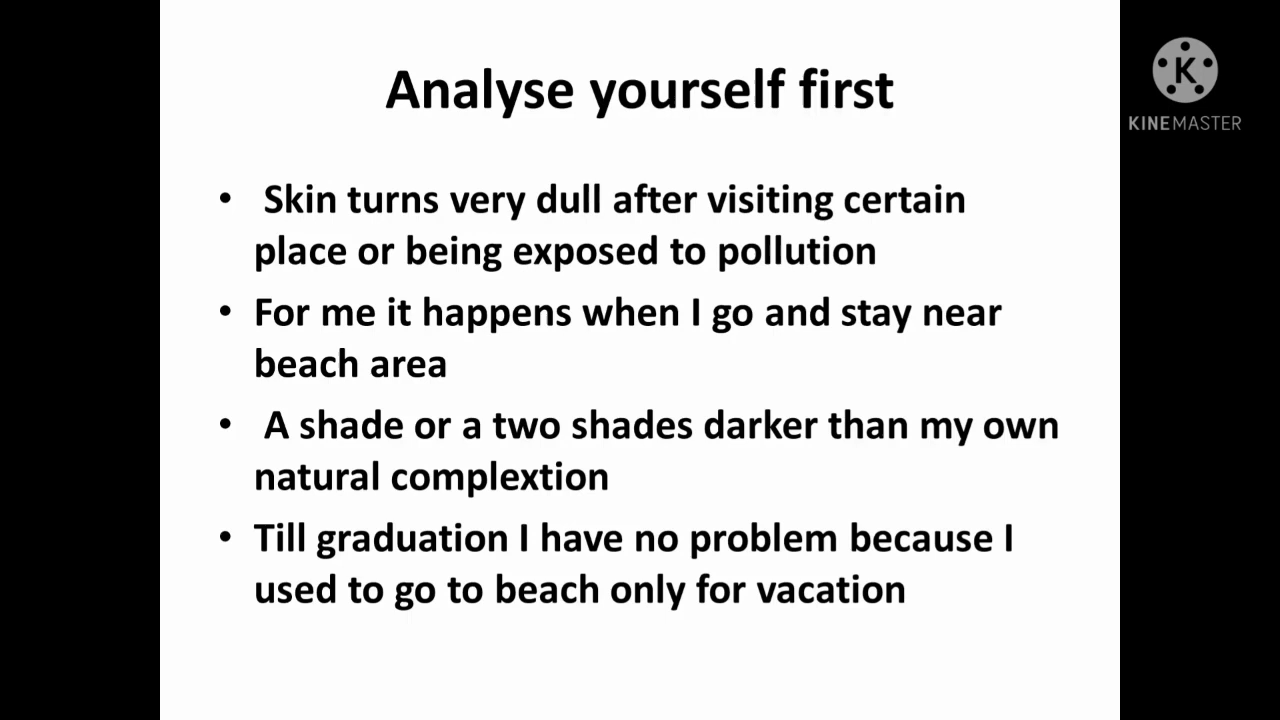 Analyse yourself first
K
KINEMASTER
• Skin turns very dull after visiting certain
place or being exposed to pollution
• For me it happens when I go and stay near
beach area
• A shade or a two shades darker than my own
natural complextion
• Till graduation I have no problem because I
used to go to beach only for vacation